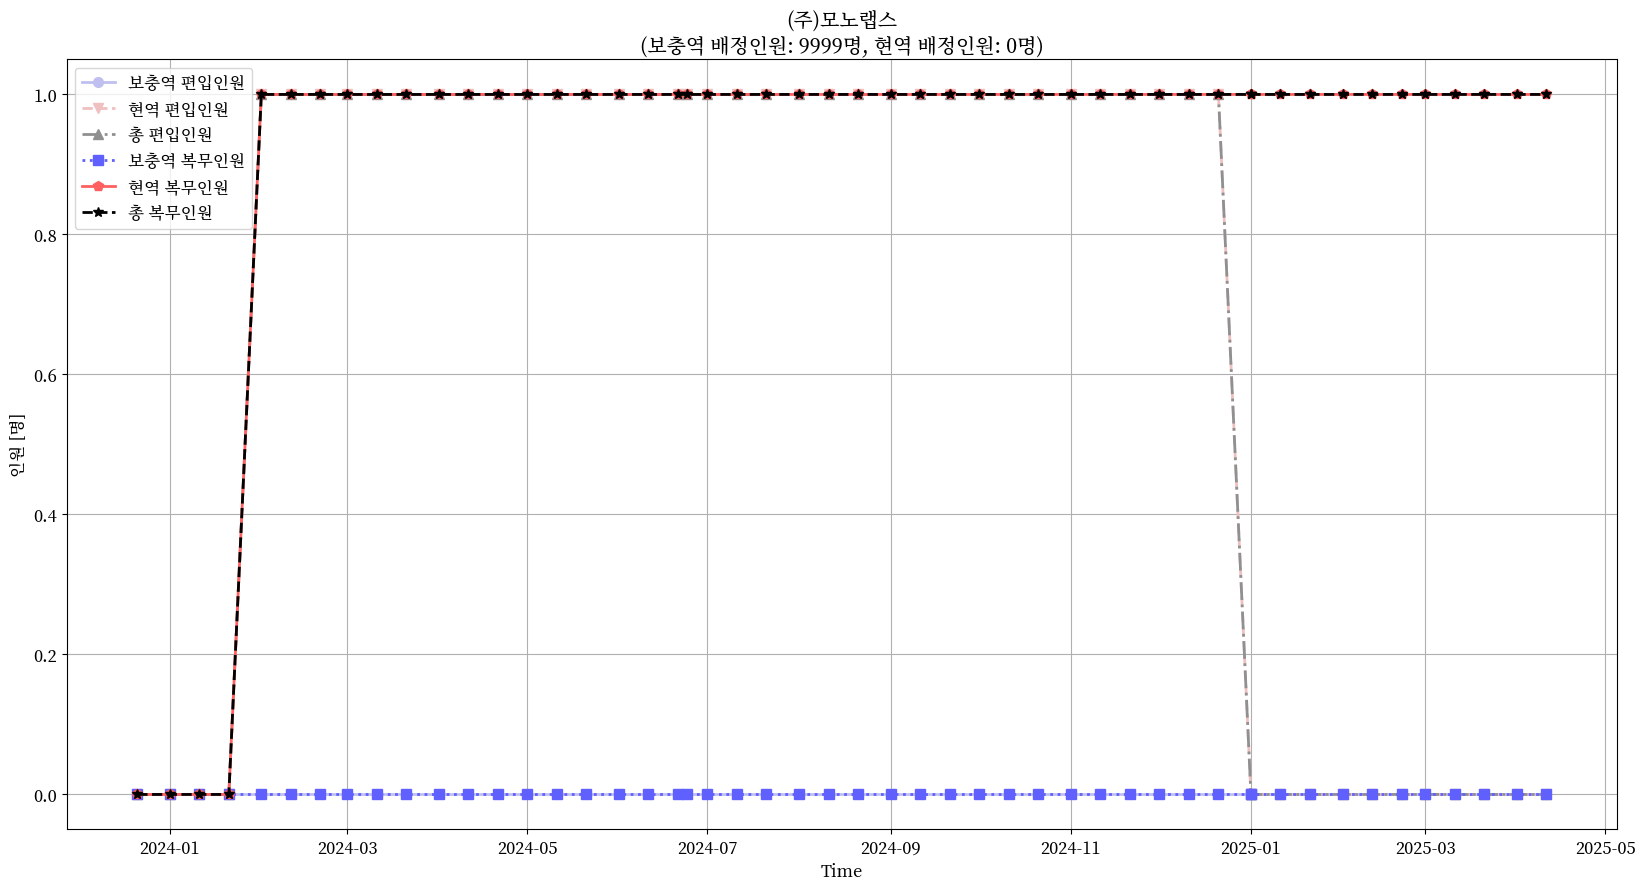 (주)모노랩스
(보충역 배정인원: 9999명, 현역 배정인원: 0명)
보충역 편입인원
현역 편입인원
총 편입인원
보충역 복무인원
현역 복무인원
총 복무인원
1.0
0.8
0.6
0.4
0.2
0.0
인원 [명]
2024-01
2024-03
2024-05
2024-07
2024-09
2024-11
2025-01
2025-03
2025-05
Time